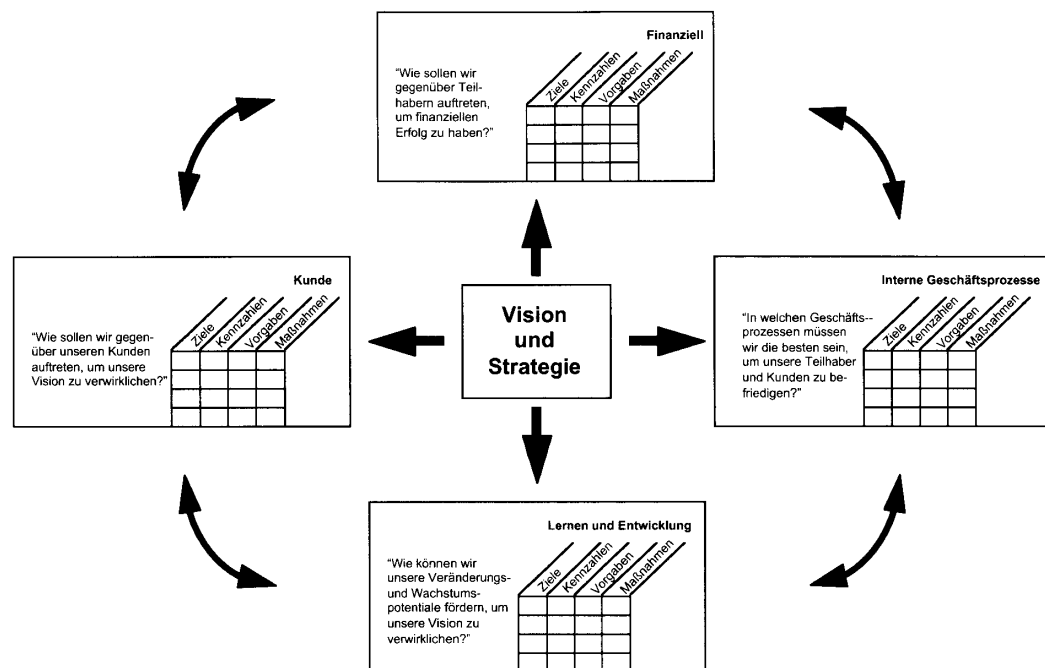 Finanziell
"Wie sollen wir
gegenüber Teil-
habern auftreten,
um finanziellen
Erfolg zu haben?"
Ziele
Kennzahlen
Vorgaben
Maßnahmen
Kunde
"Wie sollen wir gegen-
über unseren Kunden
auftreten, um unsere
Vision zu verwirklichen?"
Ziele
Kennzahlen
Vorgaben
Maßnahmen
Vision
und
Strategie
Interne Geschäftsprozesse
"In welchen Geschäfts--
prozessen müssen
wir die besten sein,
um unsere Teilhaber
und Kunden zu be-
friedigen?"
Ziele
Kennzahlen
Vorgaben
Maßnahmen
Lernen und Entwicklung
"Wie können wir
unsere Veränderungs-
und Wachstums-
potentiale fördern, um
unsere Vision zu
verwirklichen?"
Ziele
Kennzahlen
Vorgaben
Maßnahmen